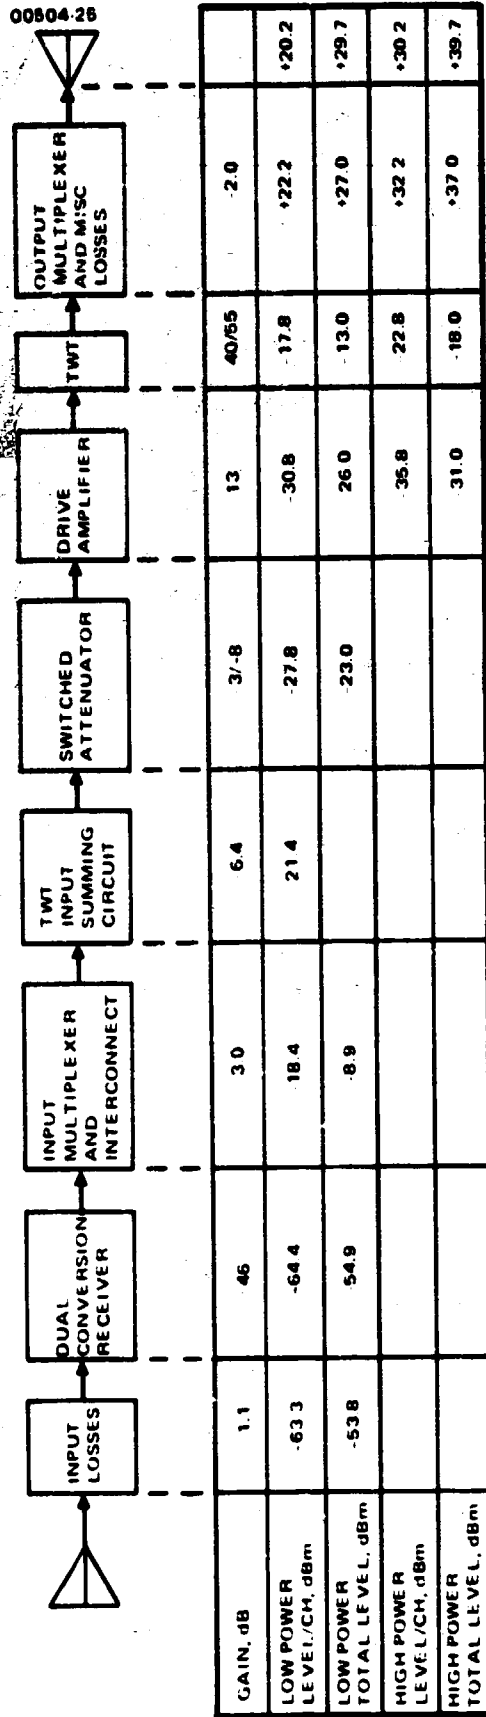 00504-26
INPUT
LOSSES
DUAL
CONVERSION
RECEIVER
INPUT
MULTIPLEXER
AND
INTERCONNECT
TWT
INPUT
SUMMING
CIRCUIT
SWITCHED
ATTENUATOR
DRIVE
AMPLIFIER
TWT
OUTPUT
MULTIPLEXER
AND MISC
LOSSES
GAIN, dB 1.1 46 3 0 6.4 3/-8 13 40/55 -2.0
LOW POWER
LEVEL/CH, dBm -63 3 -64.4 -18.4 21 4 -27.8 -30.8 -17.8 +22.2 +20.2
LOW POWER
TOTAL LEVEL, dBm -53 8 54.9 -8.9 -23.0 26 0 -13.0 +27.0 +29.7
HIGH POWER
LEVEL/CH, dBm -35.8 22.8 +32 2 +30 2
HIGH POWER
TOTAL LEVEL, dBm 31.0 -18.0 +37 0 +39.7